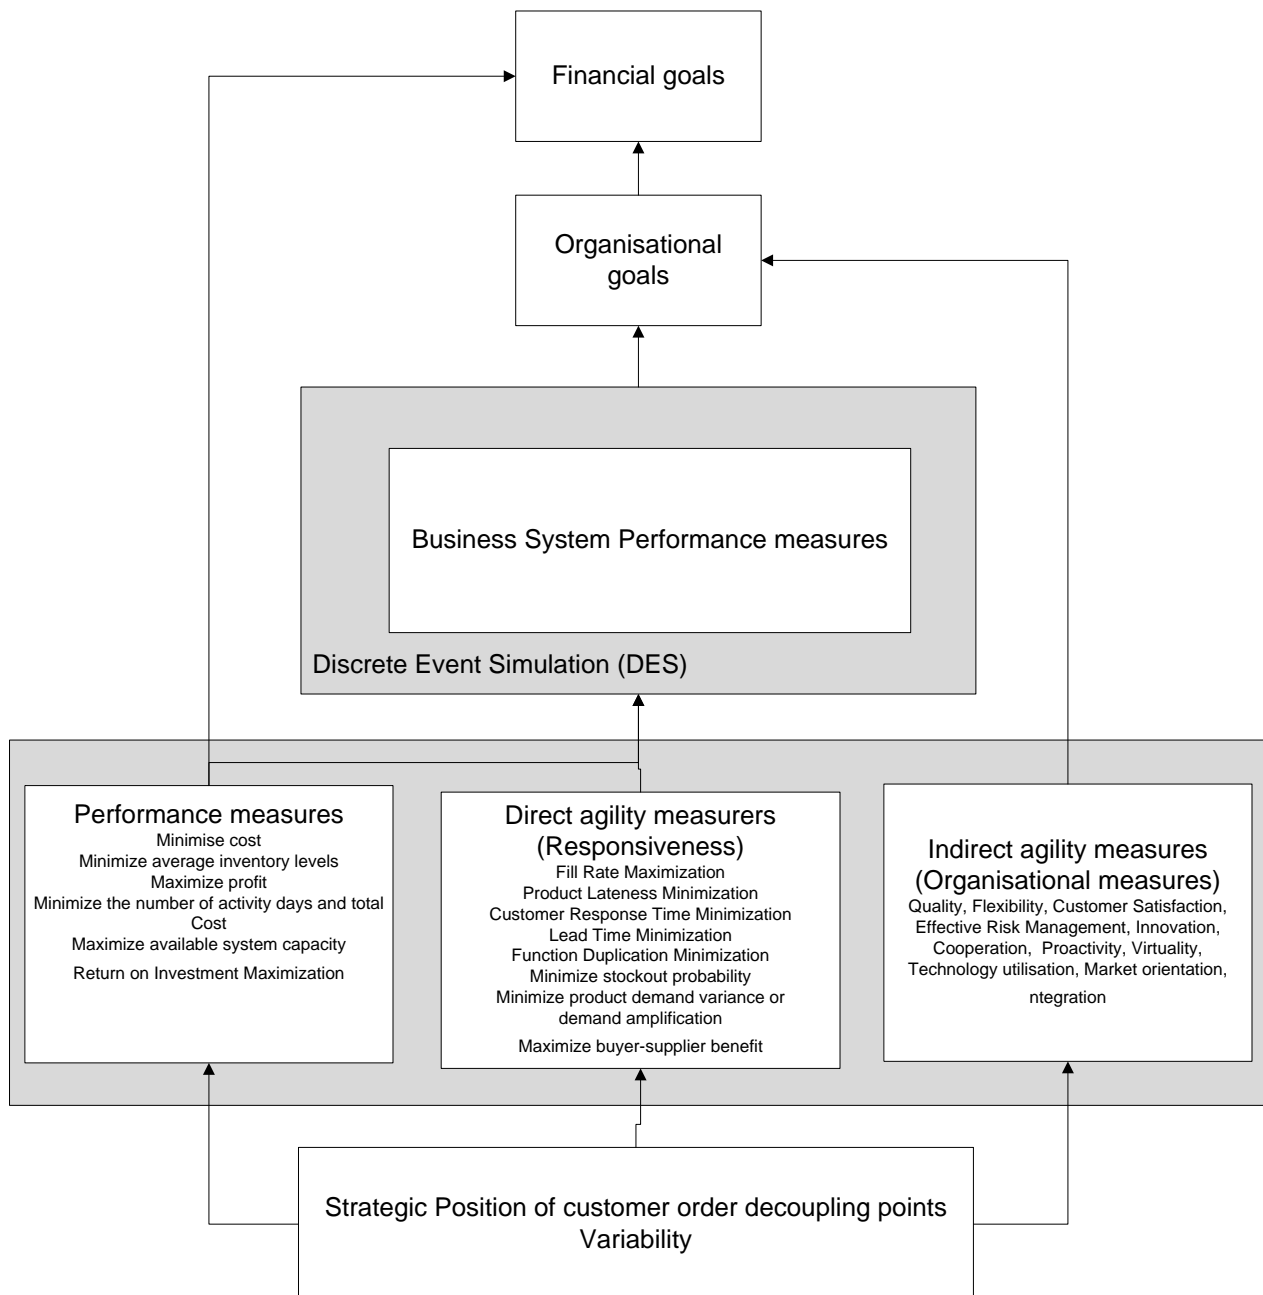 Financial goals
Organisational
goals
Business System Performance measures
Discrete Event Simulation (DES)
Performance measures
Minimise cost
Minimize average inventory levels
Maximize profit
Minimize the number of activity days and total
Cost
Maximize available system capacity
Return on Investment Maximization
Direct agility measurers
(Responsiveness)
Fill Rate Maximization
Product Lateness Minimization
Customer Response Time Minimization
Lead Time Minimization
Function Duplication Minimization
Minimize stockout probability
Minimize product demand variance or
demand amplification
Maximize buyer-supplier benefit
Indirect agility measures
(Organisational measures)
Quality, Flexibility, Customer Satisfaction,
Effective Risk Management, Innovation,
Cooperation, Proactivity, Virtuality,
Technology utilisation, Market orientation,
ntegration
Strategic Position of customer order decoupling points
Variability